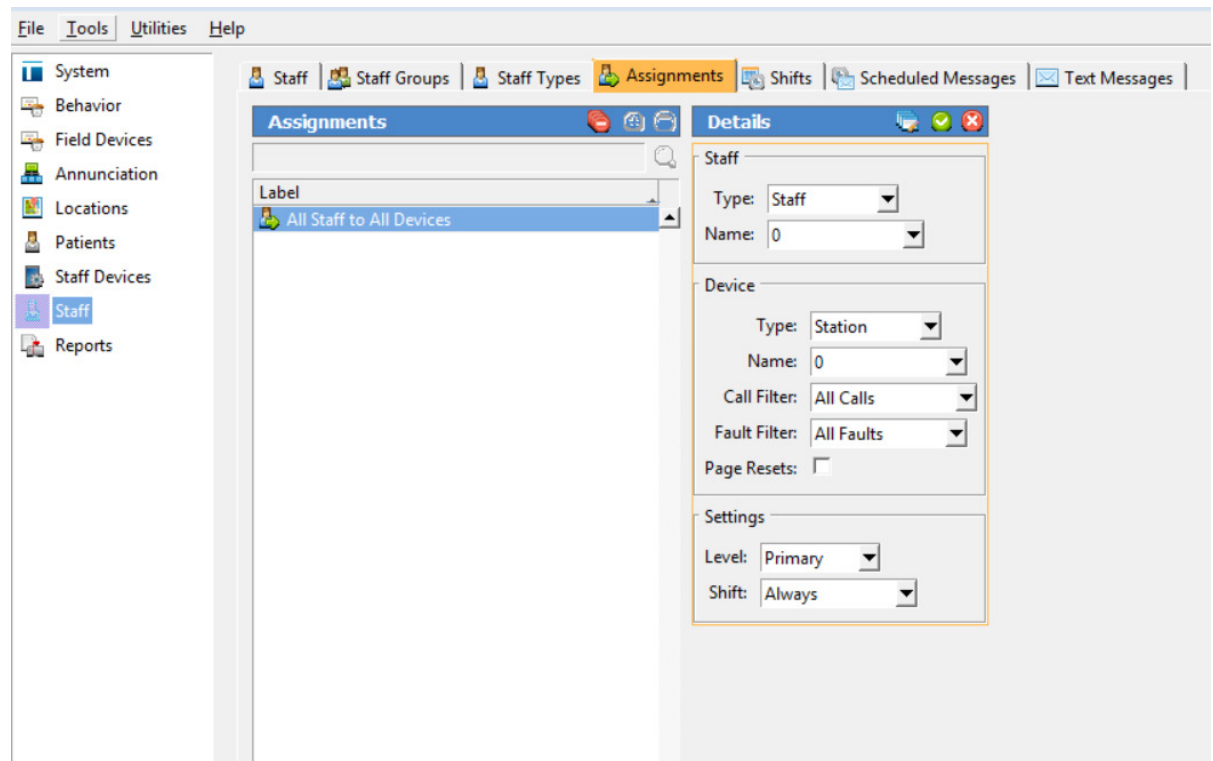 File Tools Utilities Help
System
Behavior
Field Devices
Annunciation
Locations
Patients
Staff Devices
Staff
Reports
Staff Staff Groups Staff Types Assignments Shifts Scheduled Messages Text Messages
Assignments
Label
All Staff to All Devices
Details
Staff
Type: Staff
Name: 0
Device
Type: Station
Name: 0
Call Filter: All Calls
Fault Filter: All Faults
Page Resets:
Settings
Level: Primary
Shift: Always